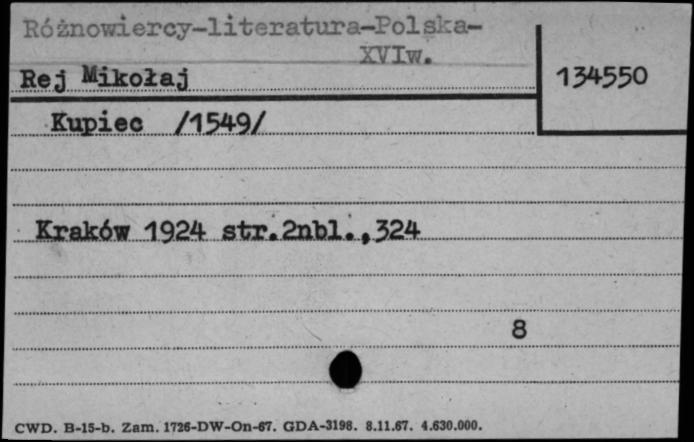 Różnowiercy-literatura-Polska-
XVIw.
Rej Mikołaj
134550
Kupiec /1549/
Kraków 1924 str.2nbl.,324
8
CWD. B-15-b. Zam. 1726-DW-On-67. GDA-3198. 8.11.67. 4.630.000.